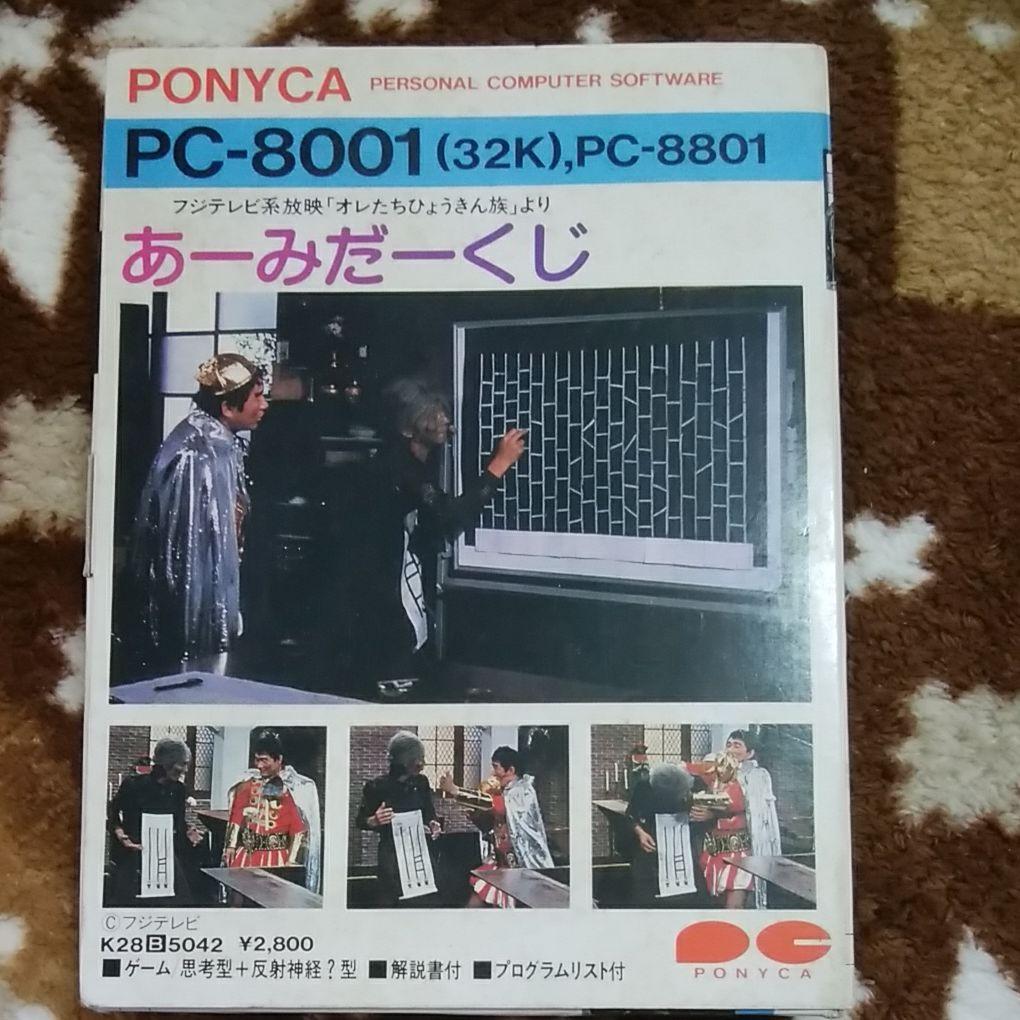 PONYCA PERSONAL COMPUTER SOFTWARE
PC-8001(32K),PC-8801
フジテレビ系放映「オレたちひょうきん族」より
あーみだーくじ
Ⓒフジテレビ
K28B5042 ¥2,800
■ゲーム/思考型+反射神経?型 ■解説書付 ■プログラムリスト付
PC
PONYCA